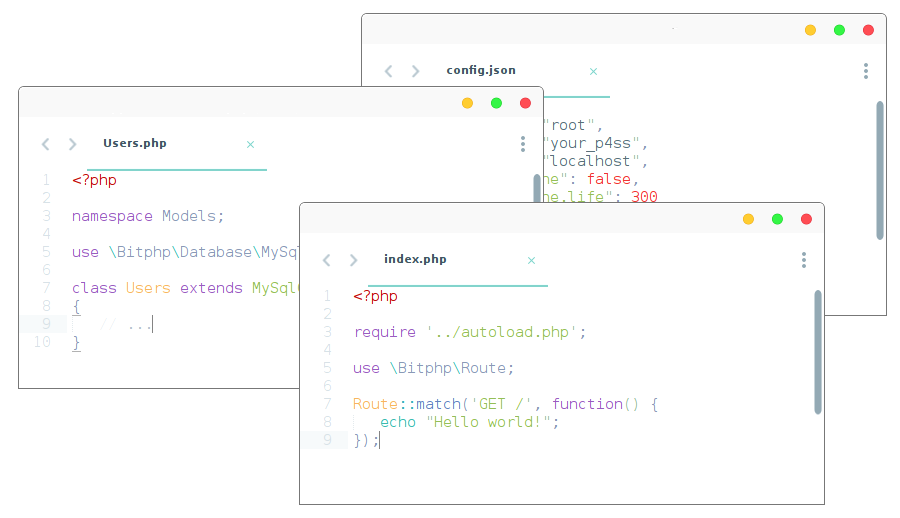 config.json ×
"root",
"your_p4ss",
"localhost",
ne": false,
he.life": 300
Users.php ×
1 <?php
2
3 namespace Models;
4
5 use \Bitphp\Database\MySql
6
7 class Users extends MySql
8 {
9 // ...
10 }
index.php ×
1 <?php
2
3 require '../autoload.php';
4
5 use \Bitphp\Route;
6
7 Route::match('GET /', function() {
8 echo "Hello world!";
9 });